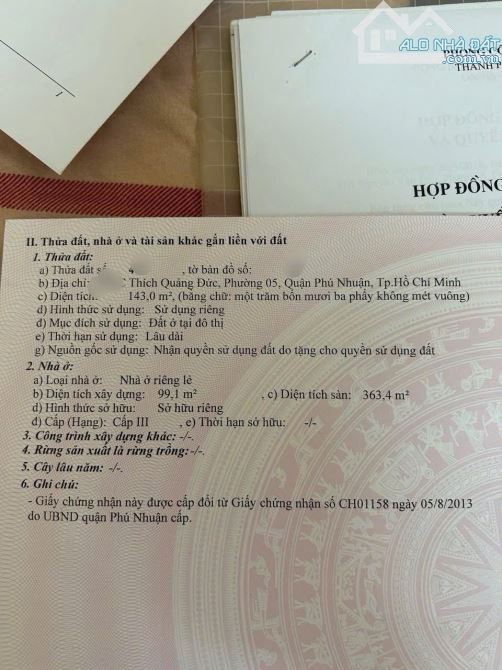 ALO NHÀ ĐẤT
.com.vn
PHÒNG
THÀNH
HỢP ĐỒNG
II. Thửa đất, nhà ở và tài sản khác gắn liền với đất
1. Thửa đất:
a) Thửa đất 4 , tờ bản đồ số:
b) Địa chỉ: Thích Quảng Đức, Phường 05, Quận Phú Nhuận, Tp.Hồ Chí Minh
c) Diện tích: 143,0 m², (bằng chữ: một trăm bốn mươi ba phẩy không mét vuông)
d) Hình thức sử dụng: Sử dụng riêng
đ) Mục đích sử dụng: Đất ở tại đô thị
e) Thời hạn sử dụng: Lâu dài
g) Nguồn gốc sử dụng: Nhận quyền sử dụng đất do tặng cho quyền sử dụng đất
2. Nhà ở:
a) Loại nhà ở: Nhà ở riêng lẻ
b) Diện tích xây dựng: 99,1 m² , c) Diện tích sàn: 363,4 m²
d) Hình thức sở hữu: Sở hữu riêng
đ) Cấp (Hạng): Cấp III , e) Thời hạn sở hữu: -/-
3. Công trình xây dựng khác: -/-.
4. Rừng sản xuất là rừng trồng: -/-.
5. Cây lâu năm: -/-.
6. Ghi chú:
- Giấy chứng nhận này được cấp đổi từ Giấy chứng nhận số CH01158 ngày 05/8/2013
do UBND quận Phú Nhuận cấp.